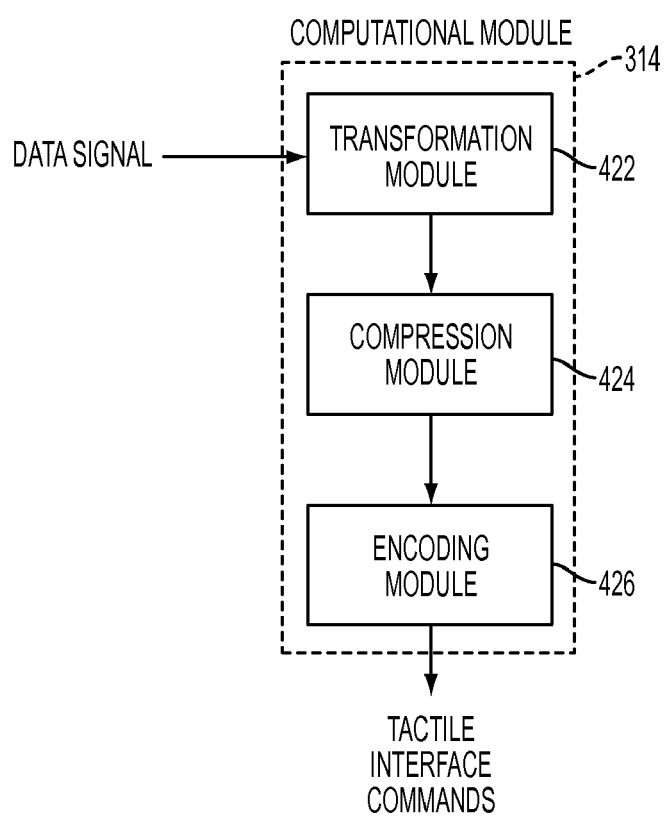 COMPUTATIONAL MODULE
314
DATA SIGNAL
TRANSFORMATION
MODULE
422
COMPRESSION
MODULE
424
ENCODING
MODULE
426
TACTILE
INTERFACE
COMMANDS